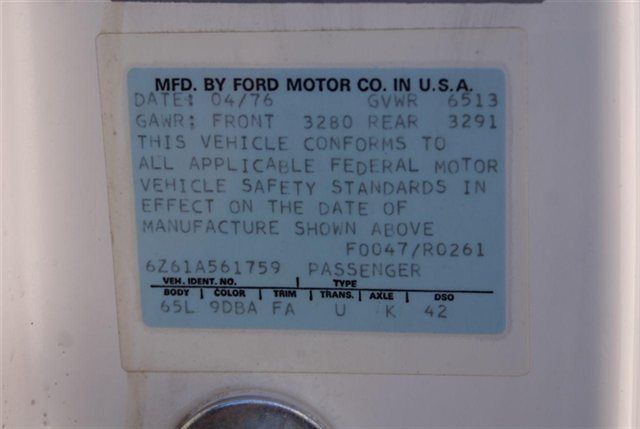 MFD. BY FORD MOTOR CO. IN U.S.A.
DATE: 04/76 GVWR 6513
GAWR: FRONT 3280 REAR 3291
THIS VEHICLE CONFORMS TO
ALL APPLICABLE FEDERAL MOTOR
VEHICLE SAFETY STANDARDS IN
EFFECT ON THE DATE OF
MANUFACTURE SHOWN ABOVE
F0047/R0261
6Z61A561759 PASSENGER
VEH. IDENT. NO. TYPE
BODY COLOR TRIM TRANS. AXLE DSO
65L 9DBA FA U K 42